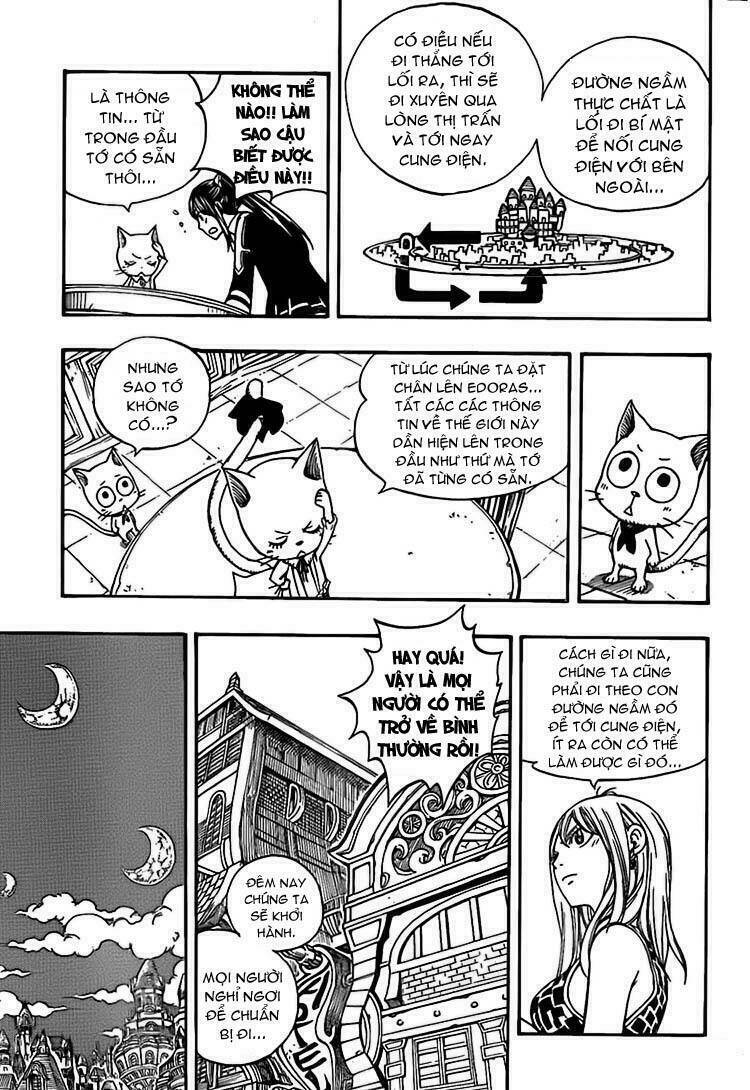 ĐƯỜNG NGẦM
THỰC CHẤT LÀ
LỐI ĐI BÍ MẬT
ĐỂ NỐI CUNG
ĐIỆN VỚI BÊN
NGOÀI...
CÓ ĐIỀU NẾU
ĐI THẲNG TỚI
LỐI RA, THÌ SẼ
ĐI XUYÊN QUA
LÒNG THỊ TRẤN
VÀ TỚI NGAY
CUNG ĐIỆN.
KHÔNG THỂ
NÀO!! LÀM
SAO CẬU
BIẾT ĐƯỢC
ĐIỀU NÀY!!
LÀ THÔNG
TIN... TỪ
TRONG ĐẦU
TỚ CÓ SẴN
THÔI...
TỪ LÚC CHÚNG TA ĐẶT
CHÂN LÊN EDORAS...
TẤT CÁC CÁC THÔNG
TIN VỀ THẾ GIỚI NÀY
DẦN HIỆN LÊN TRONG
ĐẦU NHƯ THỨ MÀ TỚ
ĐÃ TỪNG CÓ SẴN.
NHƯNG
SAO TỚ
KHÔNG
CÓ...?
CÁCH GÌ ĐI NỮA,
CHÚNG TA CŨNG
PHẢI ĐI THEO CON
ĐƯỜNG NGẦM ĐÓ
ĐỂ TỚI CUNG ĐIỆN,
ÍT RA CÒN CÓ THỂ
LÀM ĐƯỢC GÌ ĐÓ...
HAY QUÁ!
VẬY LÀ MỌI
NGƯỜI CÓ THỂ
TRỞ VỀ BÌNH
THƯỜNG RỒI!!
ĐÊM NAY
CHÚNG TA
SẼ KHỞI
HÀNH.
MỌI NGƯỜI
NGHỈ NGƠI
ĐỂ CHUẨN
BỊ ĐI...